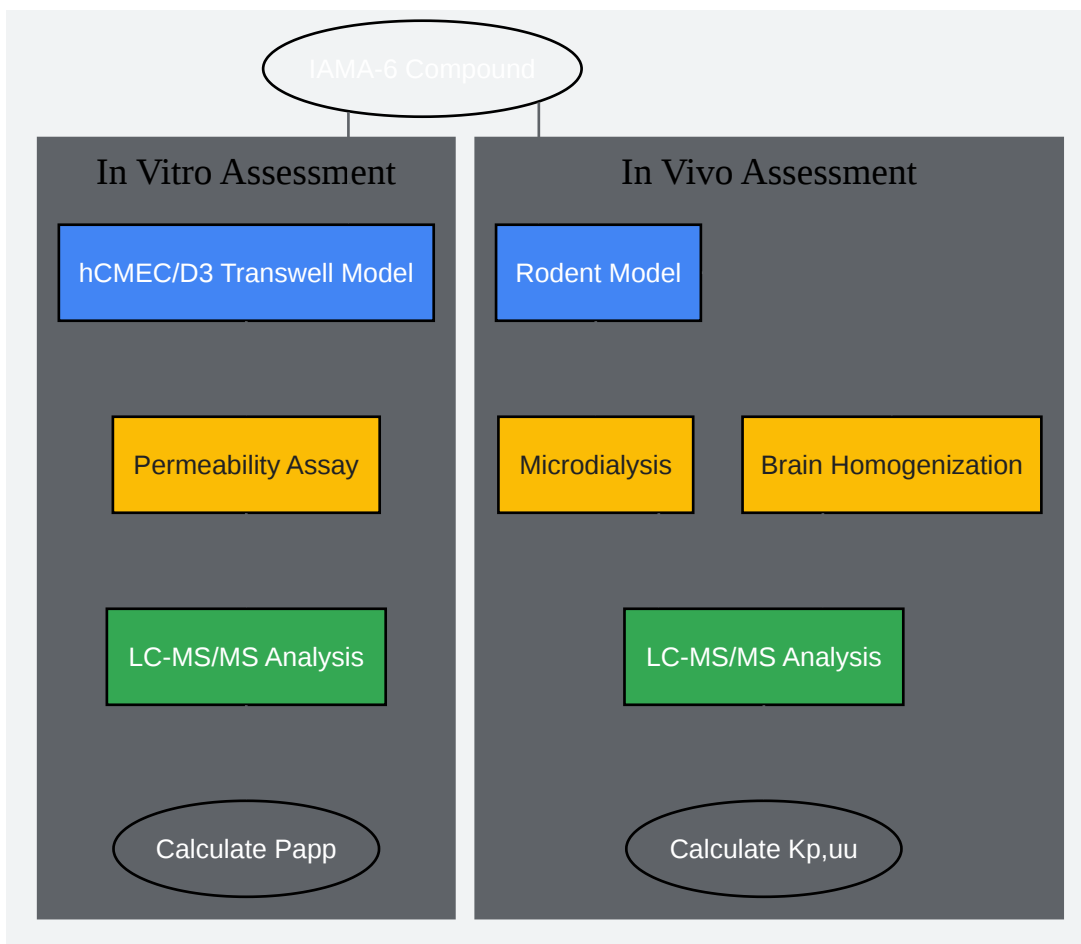 IAMA-6 Compound
In Vitro Assessment
In Vivo Assessment
hCMEC/D3 Transwell Model
Rodent Model
Permeability Assay
Microdialysis
Brain Homogenization
LC-MS/MS Analysis
LC-MS/MS Analysis
Calculate Papp
Calculate Kp,uu